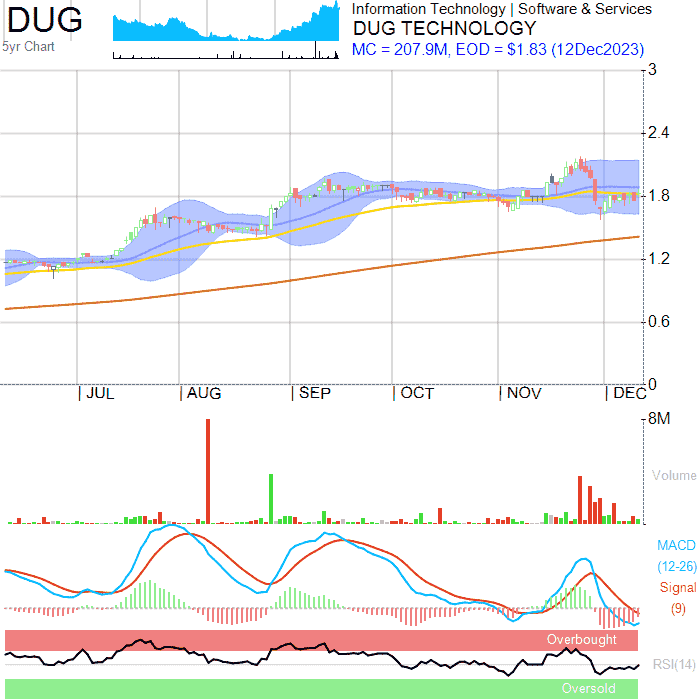 DUG
5yr Chart
Information Technology | Software & Services
DUG TECHNOLOGY
MC = 207.9M, EOD = $1.83 (12Dec2023)
3
2.4
1.8
1.2
0.6
0
JUL AUG SEP OCT NOV DEC
8M
Volume
MACD
(12-26)
Signal
(9)
Overbought
RSI(14)
Oversold